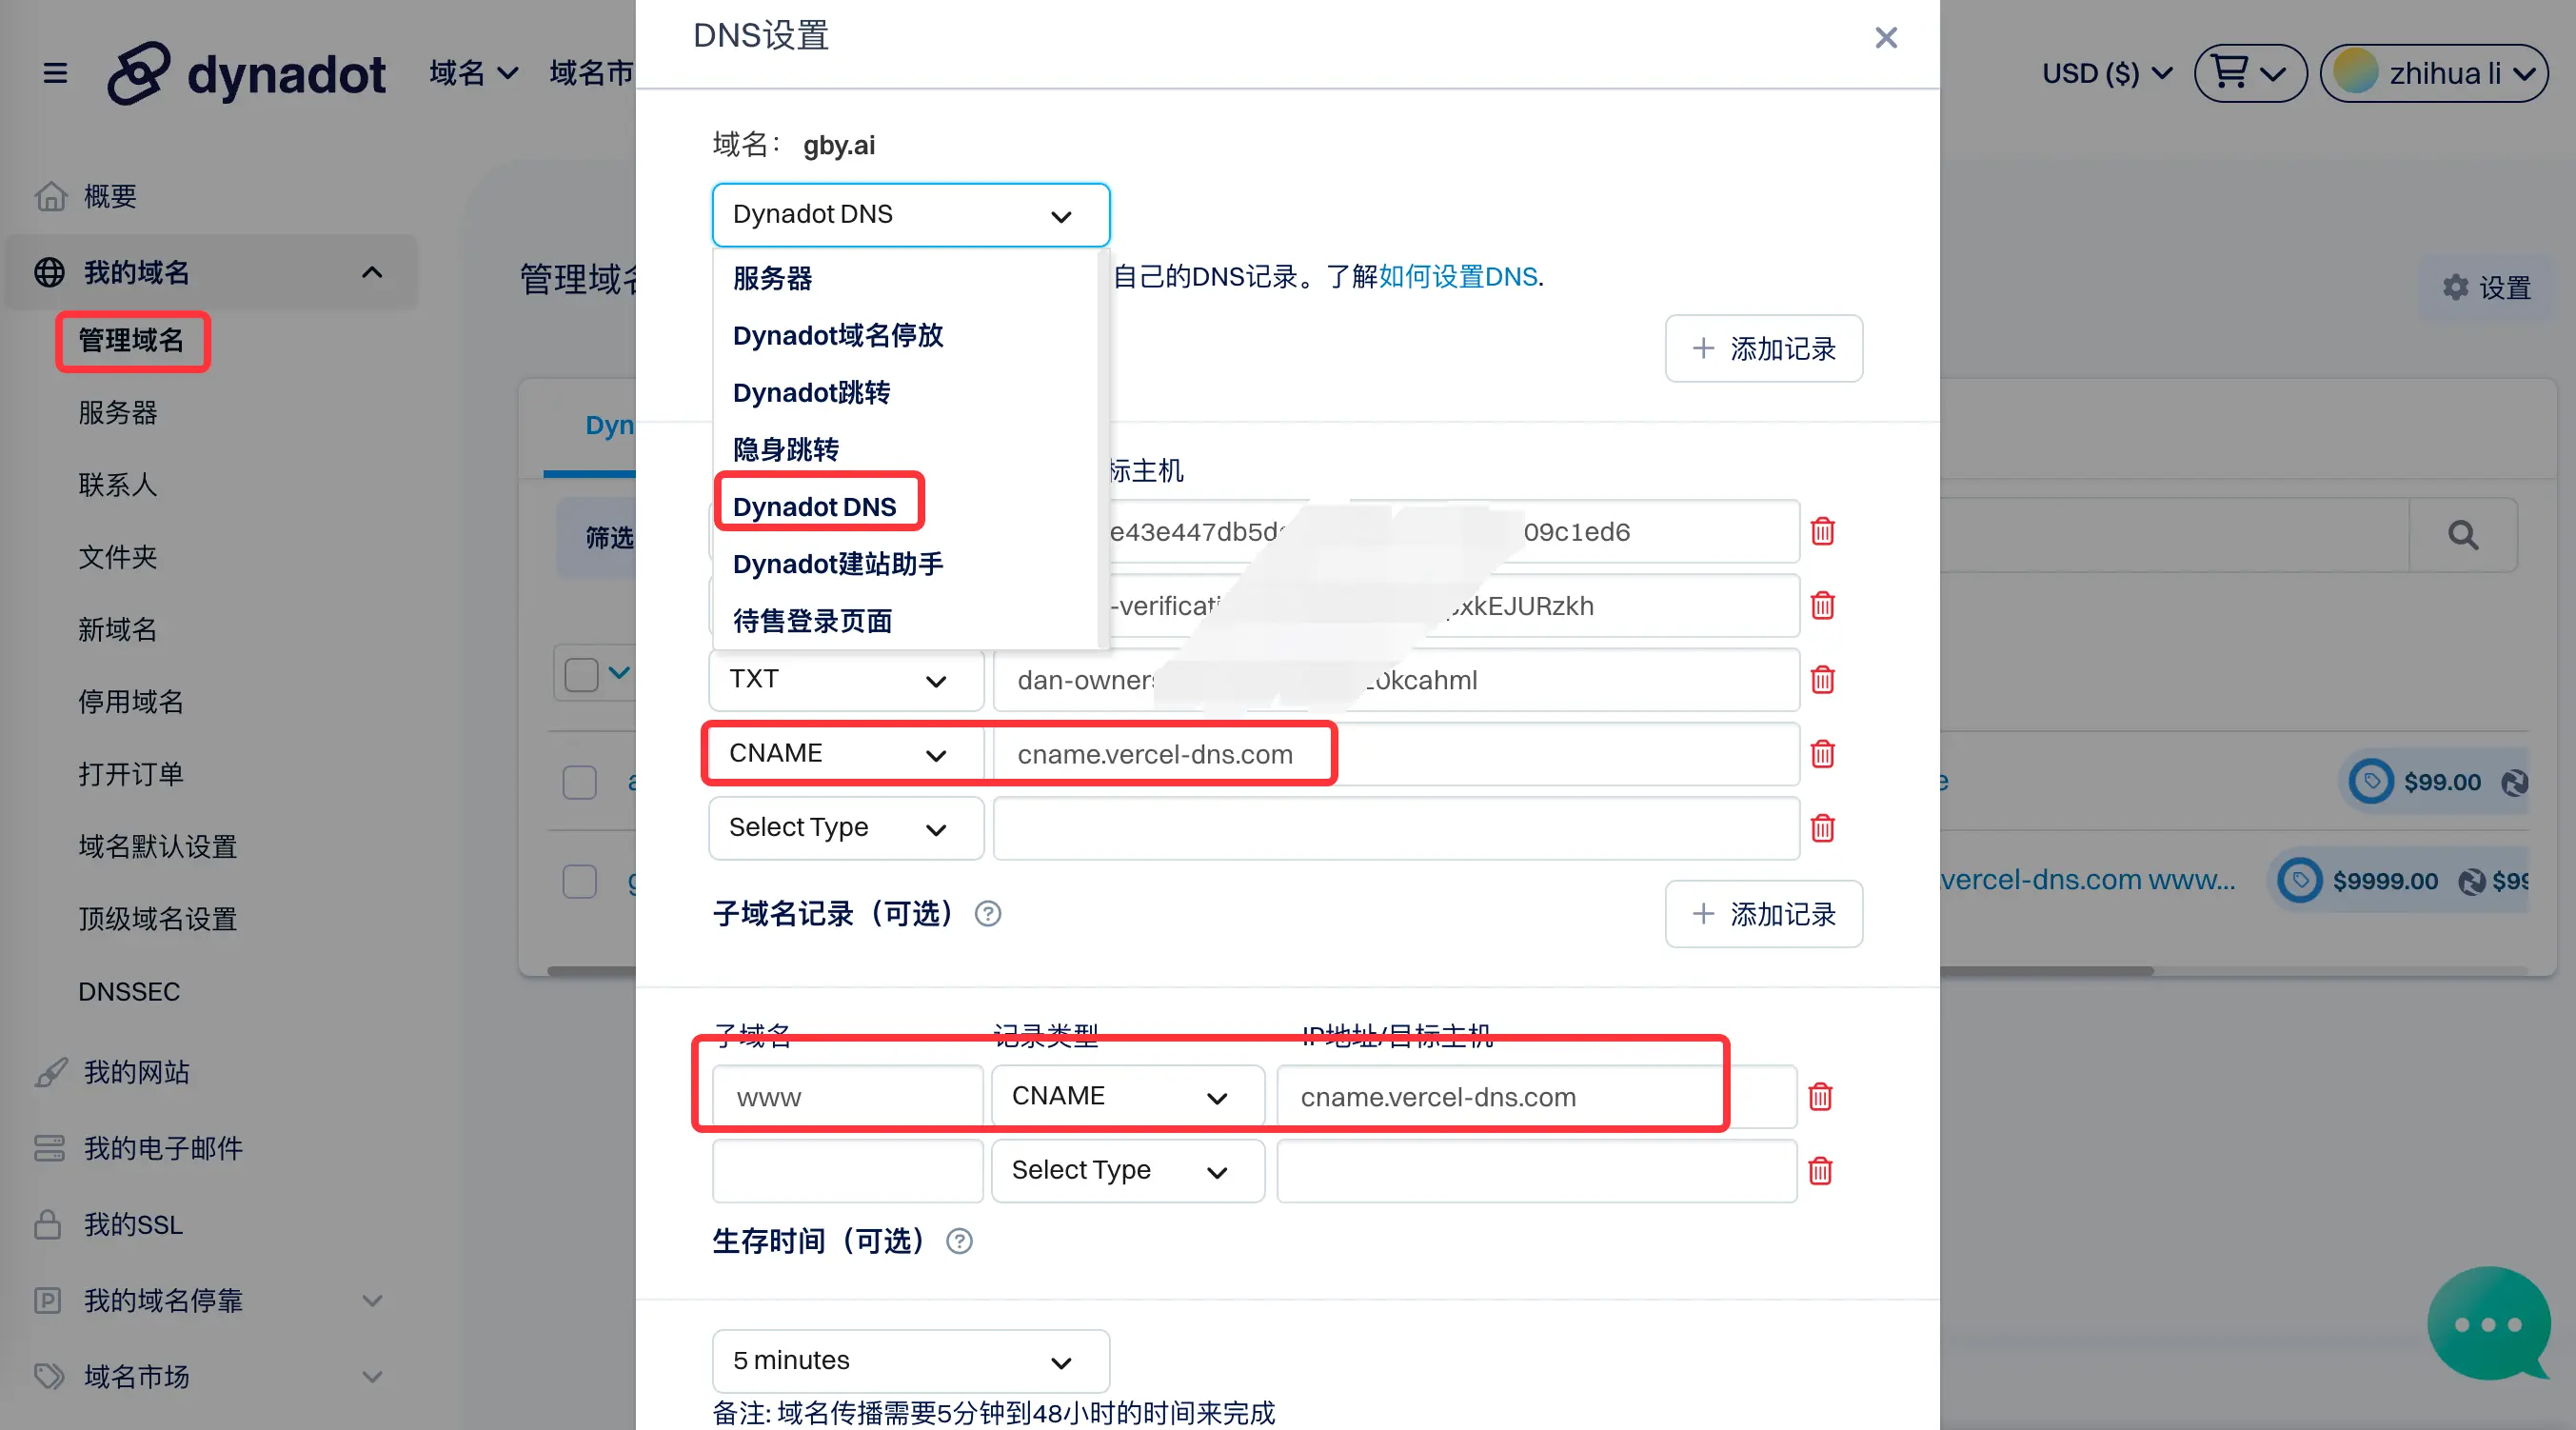 DNS设置
dynadot
域名
域名市
USD ($)
zhihua li
域名： gby.ai
概要
我的域名
管理域名
服务器
联系人
文件夹
新域名
停用域名
打开订单
域名默认设置
顶级域名设置
DNSSEC
我的网站
我的电子邮件
我的SSL
我的域名停靠
域名市场
管理域
设置
Dyn
筛选
Dynadot DNS
服务器
Dynadot域名停放
Dynadot跳转
隐身跳转
Dynadot DNS
Dynadot建站助手
待售登录页面
自己的DNS记录。了解如何设置DNS.
添加记录
标主机
e43e447db5d 09c1ed6
-verificati xkEJURzkh
TXT dan-owners 0kcahml
CNAME cname.vercel-dns.com
Select Type
子域名记录（可选） ?
添加记录
子域名 记录类型 IP地址/目标主机
www CNAME cname.vercel-dns.com
Select Type
生存时间（可选） ?
5 minutes
备注: 域名传播需要5分钟到48小时的时间来完成
$99.00
.vercel-dns.com www...
$9999.00
$99